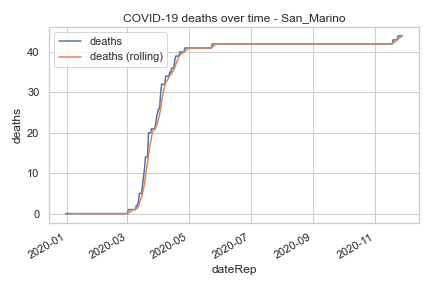 COVID-19 deaths over time - San_Marino
deaths
deaths (rolling)
deaths
40
30
20
10
0
2020-01
2020-03
2020-05
2020-07
2020-09
2020-11
dateRep